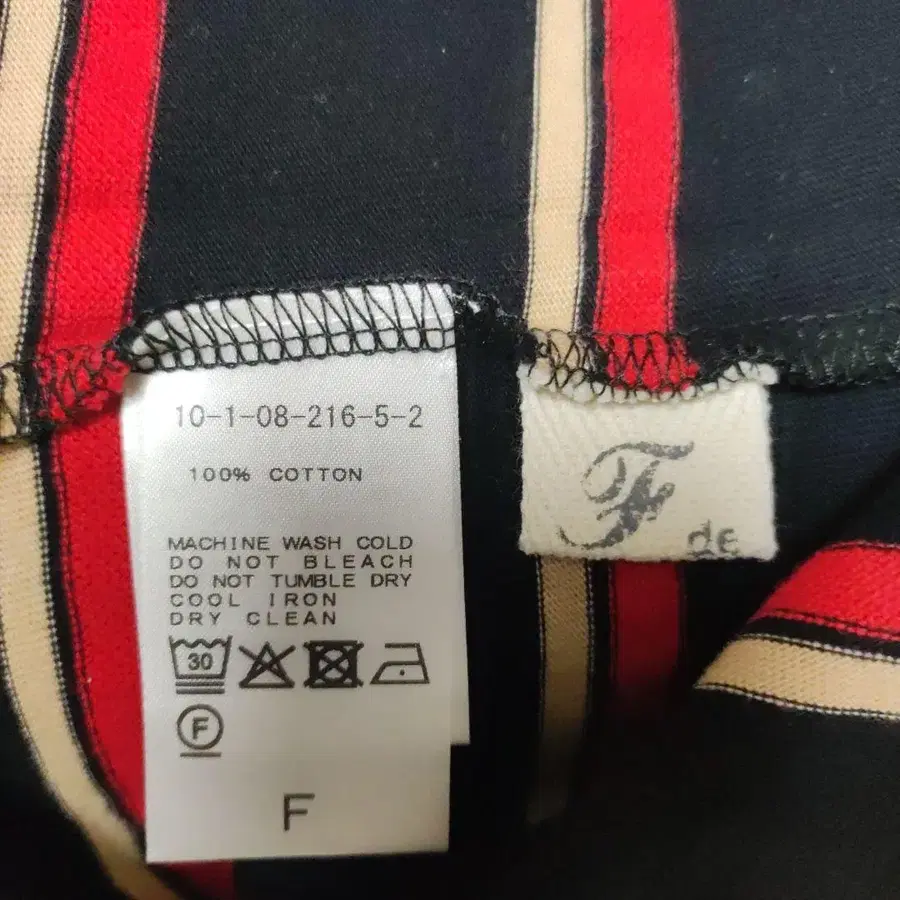 10-1-08-216-5-2
100% COTTON
MACHINE WASH COLD
DO NOT BLEACH
DO NOT TUMBLE DRY
COOL IRON
DRY CLEAN
30
F
F
F
de